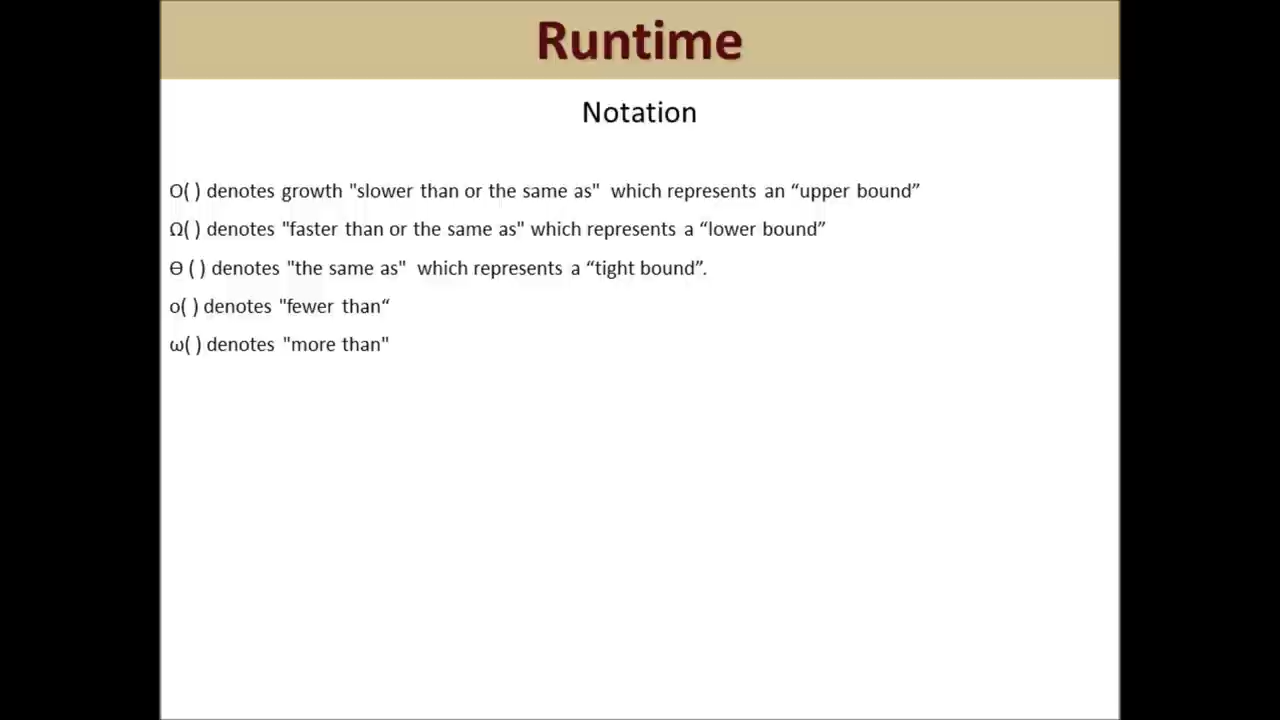 Runtime
Notation
O( ) denotes growth "slower than or the same as"  which represents an “upper bound”
Ω( ) denotes "faster than or the same as" which represents a “lower bound”
Θ ( ) denotes "the same as"  which represents a “tight bound”.
o( ) denotes "fewer than“
ω( ) denotes "more than"